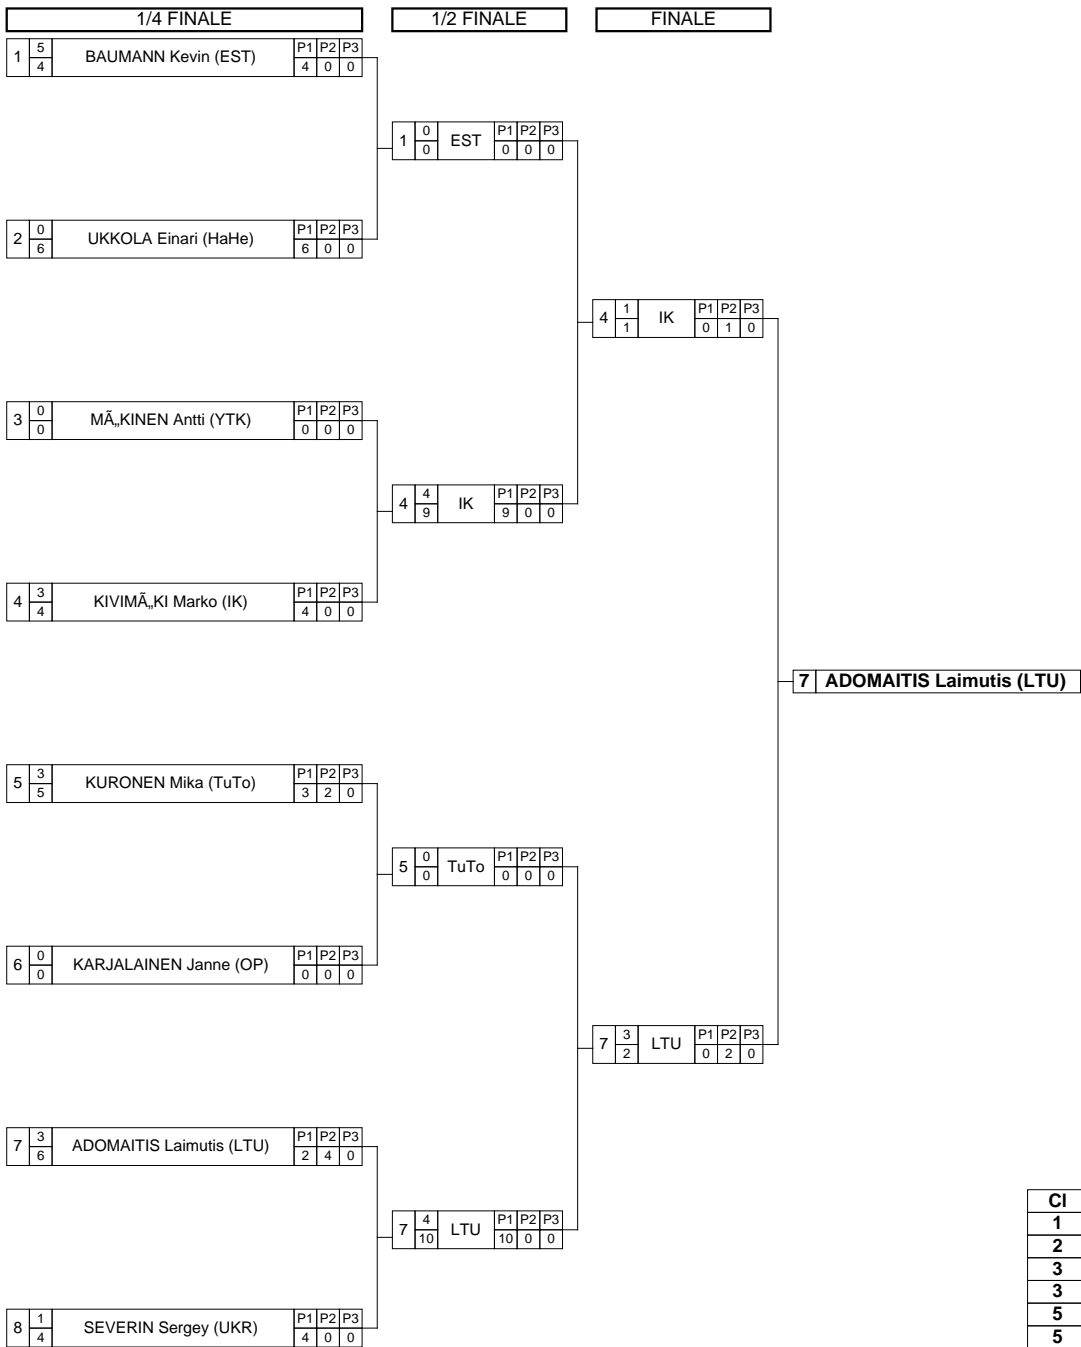 1/4 FINALE 1/2 FINALE FINALE
1 5 4 BAUMANN Kevin (EST) P1 P2 P3 4 0 0
1 0 0 EST P1 P2 P3 0 0 0
2 0 6 UKKOLA Einari (HaHe) P1 P2 P3 6 0 0
4 1 1 IK P1 P2 P3 0 1 0
3 0 0 MÃ„KINEN Antti (YTK) P1 P2 P3 0 0 0
4 4 9 IK P1 P2 P3 9 0 0
4 3 4 KIVIMÃ„KI Marko (IK) P1 P2 P3 4 0 0
7 ADOMAITIS Laimutis (LTU)
5 3 5 KURONEN Mika (TuTo) P1 P2 P3 3 2 0
5 0 0 TuTo P1 P2 P3 0 0 0
6 0 0 KARJALAINEN Janne (OP) P1 P2 P3 0 0 0
7 3 2 LTU P1 P2 P3 0 2 0
7 3 6 ADOMAITIS Laimutis (LTU) P1 P2 P3 2 4 0
7 4 10 LTU P1 P2 P3 10 0 0
8 1 4 SEVERIN Sergey (UKR) P1 P2 P3 4 0 0
Cl
1
2
3
3
5
5